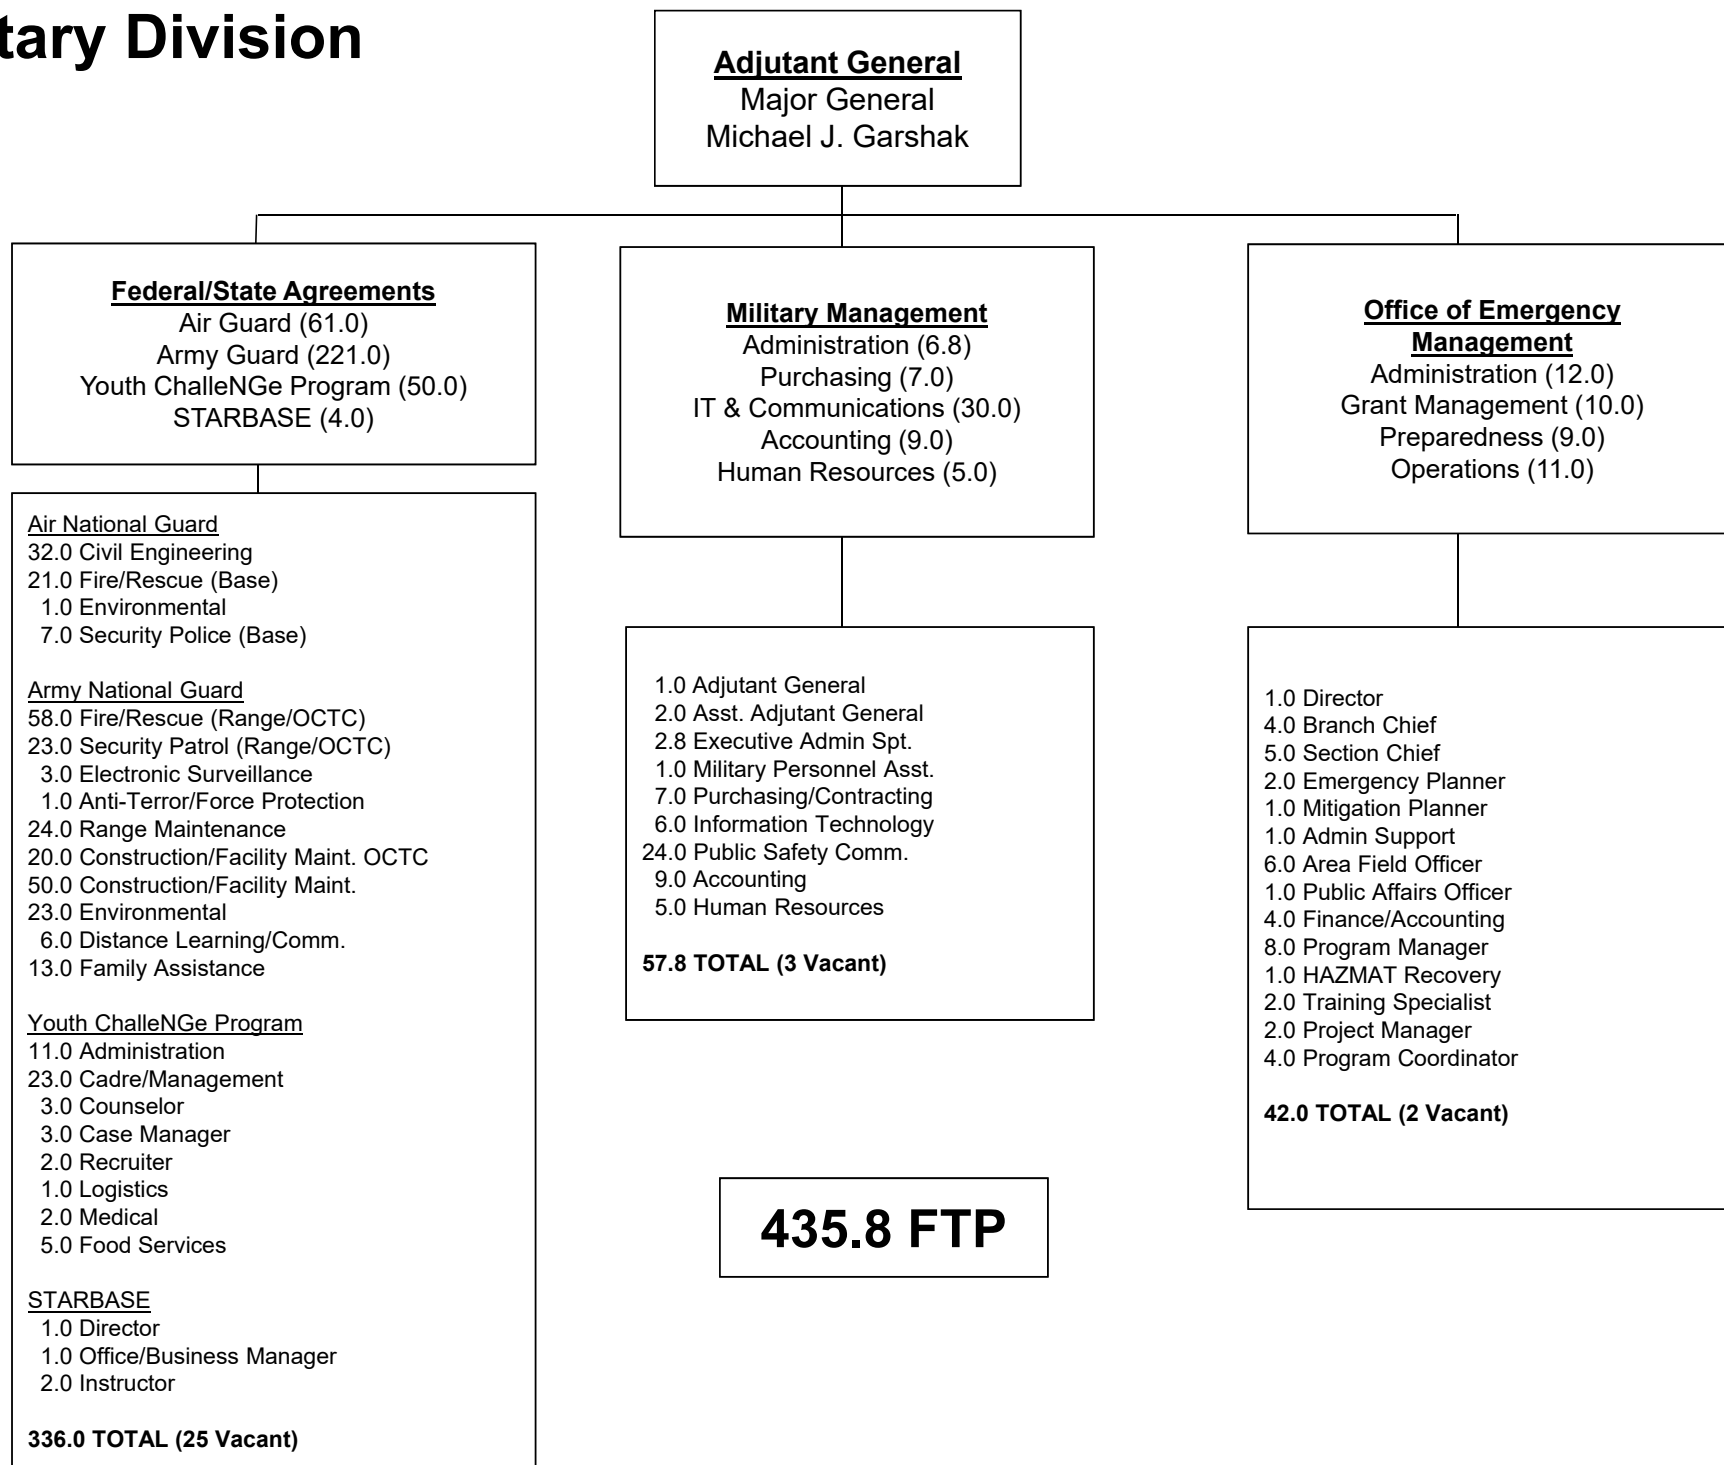 tary Division
Adjutant General
Major General
Michael J. Garshak
Federal/State Agreements
Air Guard (61.0)
Army Guard (221.0)
Youth ChalleNGe Program (50.0)
STARBASE (4.0)
Military Management
Administration (6.8)
Purchasing (7.0)
IT & Communications (30.0)
Accounting (9.0)
Human Resources (5.0)
Office of Emergency
Management
Administration (12.0)
Grant Management (10.0)
Preparedness (9.0)
Operations (11.0)
Air National Guard
32.0 Civil Engineering
21.0 Fire/Rescue (Base)
1.0 Environmental
7.0 Security Police (Base)
Army National Guard
58.0 Fire/Rescue (Range/OCTC)
23.0 Security Patrol (Range/OCTC)
3.0 Electronic Surveillance
1.0 Anti-Terror/Force Protection
24.0 Range Maintenance
20.0 Construction/Facility Maint. OCTC
50.0 Construction/Facility Maint.
23.0 Environmental
6.0 Distance Learning/Comm.
13.0 Family Assistance
Youth ChalleNGe Program
11.0 Administration
23.0 Cadre/Management
3.0 Counselor
3.0 Case Manager
2.0 Recruiter
1.0 Logistics
2.0 Medical
5.0 Food Services
STARBASE
1.0 Director
1.0 Office/Business Manager
2.0 Instructor
336.0 TOTAL (25 Vacant)
1.0 Adjutant General
2.0 Asst. Adjutant General
2.8 Executive Admin Spt.
1.0 Military Personnel Asst.
7.0 Purchasing/Contracting
6.0 Information Technology
24.0 Public Safety Comm.
9.0 Accounting
5.0 Human Resources
57.8 TOTAL (3 Vacant)
1.0 Director
4.0 Branch Chief
5.0 Section Chief
2.0 Emergency Planner
1.0 Mitigation Planner
1.0 Admin Support
6.0 Area Field Officer
1.0 Public Affairs Officer
4.0 Finance/Accounting
8.0 Program Manager
1.0 HAZMAT Recovery
2.0 Training Specialist
2.0 Project Manager
4.0 Program Coordinator
42.0 TOTAL (2 Vacant)
435.8 FTP